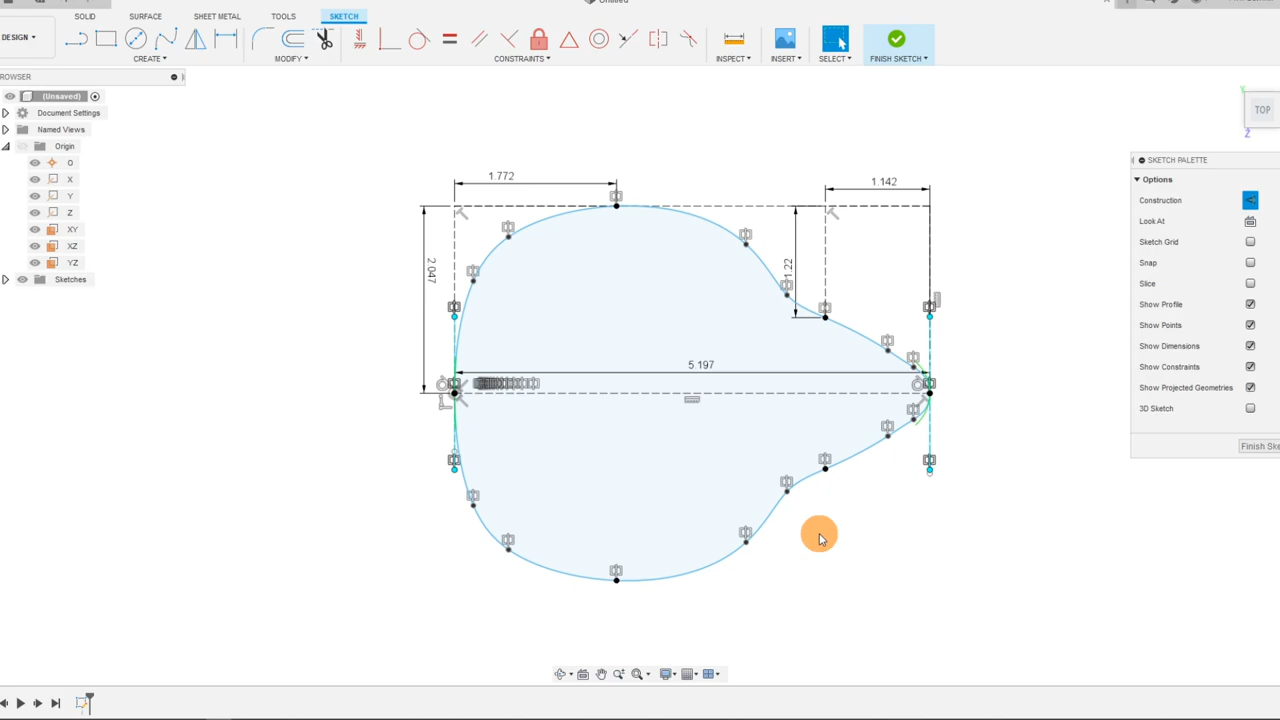 SOLID SURFACE SHEET METAL TOOLS SKETCH
DESIGN
CREATE MODIFY CONSTRAINTS INSPECT INSERT SELECT FINISH SKETCH
ROWSER
(Unsaved)
Document Settings
Named Views
Origin
O
X
Y
Z
XY
XZ
YZ
Sketches
1.772
1.142
2.047
1.22
5.197
TOP
Z
SKETCH PALETTE
Options
Construction
Look At
Sketch Grid
Snap
Slice
Show Profile
Show Points
Show Dimensions
Show Constraints
Show Projected Geometries
3D Sketch
Finish Ske